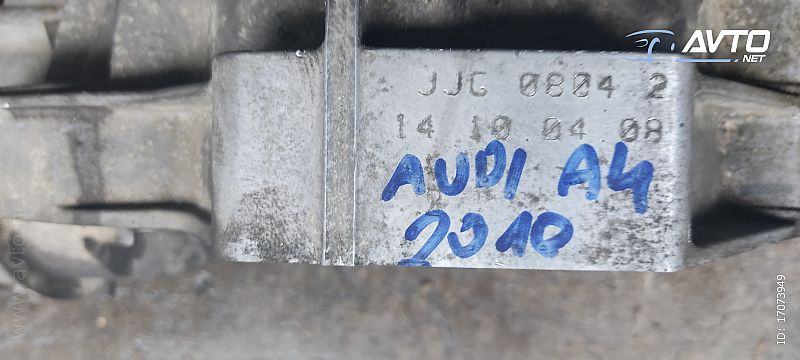 AVTO
.NET
JJG 0804 2
14 10 04 08
AUDI A4
2010
ID: 17073949